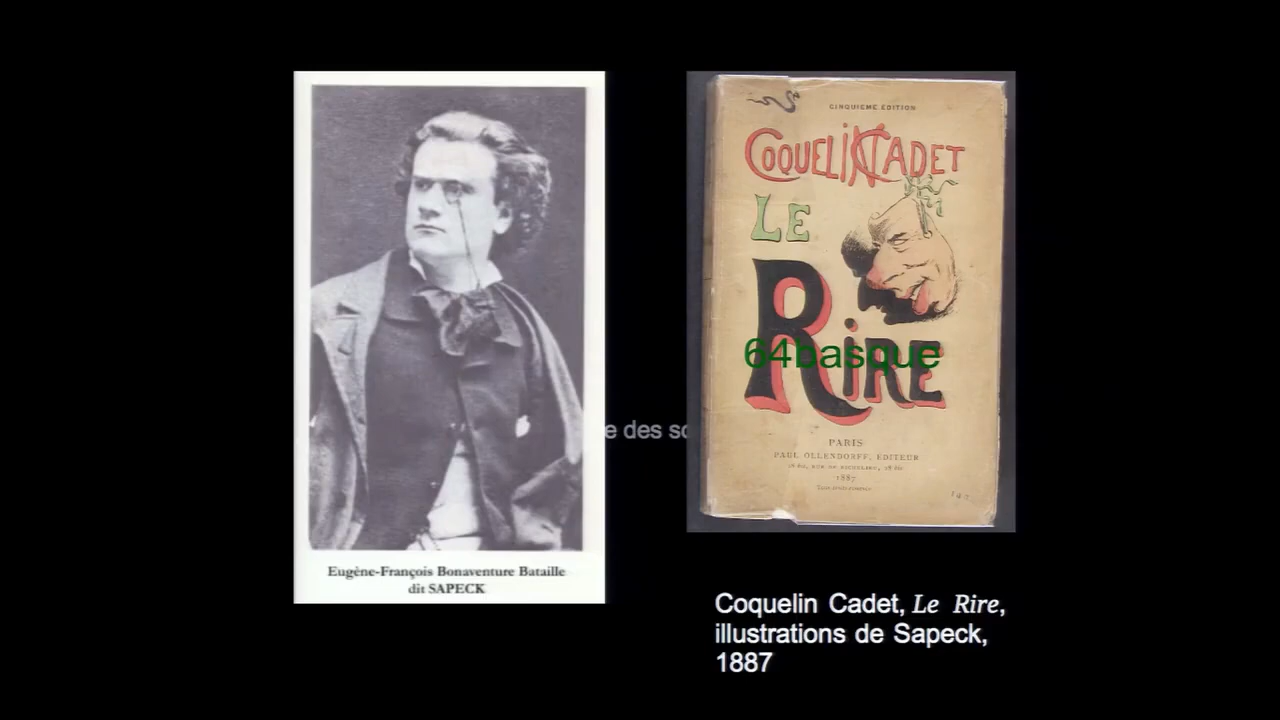 Eugène-François Bonaventure Bataille
dit SAPECK
e des so
CINQUIÈME ÉDITION
COQUELIN CADET
LE
RIRE
64basque
PARIS
PAUL OLLENDORFF, ÉDITEUR
1887
Coquelin Cadet, Le Rire,
illustrations de Sapeck,
1887